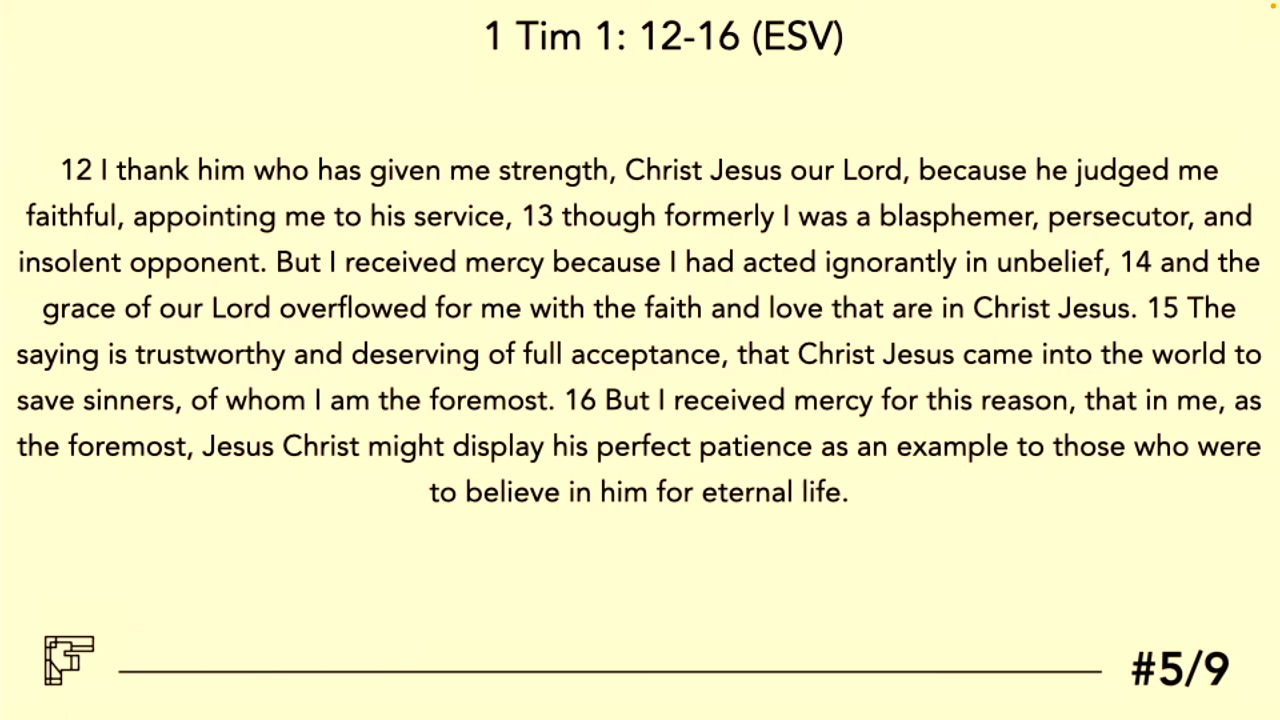 1 Tim 1: 12-16 (ESV)
12 I thank him who has given me strength, Christ Jesus our Lord, because he judged me
faithful, appointing me to his service, 13 though formerly I was a blasphemer, persecutor, and
insolent opponent. But I received mercy because I had acted ignorantly in unbelief, 14 and the
grace of our Lord overflowed for me with the faith and love that are in Christ Jesus. 15 The
saying is trustworthy and deserving of full acceptance, that Christ Jesus came into the world to
save sinners, of whom I am the foremost. 16 But I received mercy for this reason, that in me, as
the foremost, Jesus Christ might display his perfect patience as an example to those who were
to believe in him for eternal life.
#5/9